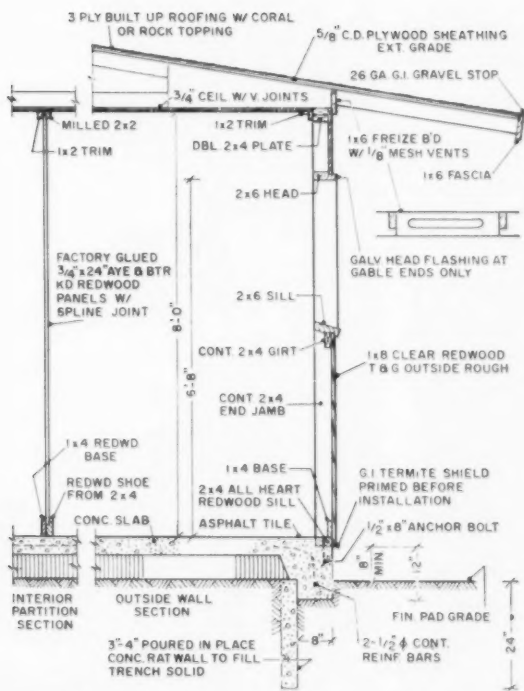 3 PLY BUILT UP ROOFING W/ CORAL
OR ROCK TOPPING
5/8" C.D. PLYWOOD SHEATHING
EXT. GRADE
26 GA. G.I. GRAVEL STOP
3/4" CEIL W/ V JOINTS
MILLED 2x2
1x2 TRIM
1x2 TRIM
DBL. 2x4 PLATE
1x6 FREIZE B'D
W/ 1/8" MESH VENTS
1x6 FASCIA
2x6 HEAD
GALV HEAD FLASHING AT
GABLE ENDS ONLY
FACTORY GLUED
3/4"x24" AYE & BTR
KD REDWOOD
PANELS W/
SPLINE JOINT
8'-0"
6'-8"
2x6 SILL
CONT. 2x4 GIRT
1x8 CLEAR REDWOOD
T & G OUTSIDE ROUGH
CONT 2x4
END JAMB
1x4 REDWD
BASE
REDWD SHOE
FROM 2x4
CONC. SLAB
1x4 BASE
2x4 ALL HEART
REDWOOD SILL
ASPHALT TILE
G.I. TERMITE SHIELD
PRIMED BEFORE
INSTALLATION
1/2"x8" ANCHOR BOLT
8"
MIN
12"
INTERIOR
PARTITION
SECTION
OUTSIDE WALL
SECTION
FIN. PAD GRADE
3"-4" POURED IN PLACE
CONC. RATWALL TO FILL
TRENCH SOLID
8"
2-1/2" ϕ CONT.
REINF BARS
24"